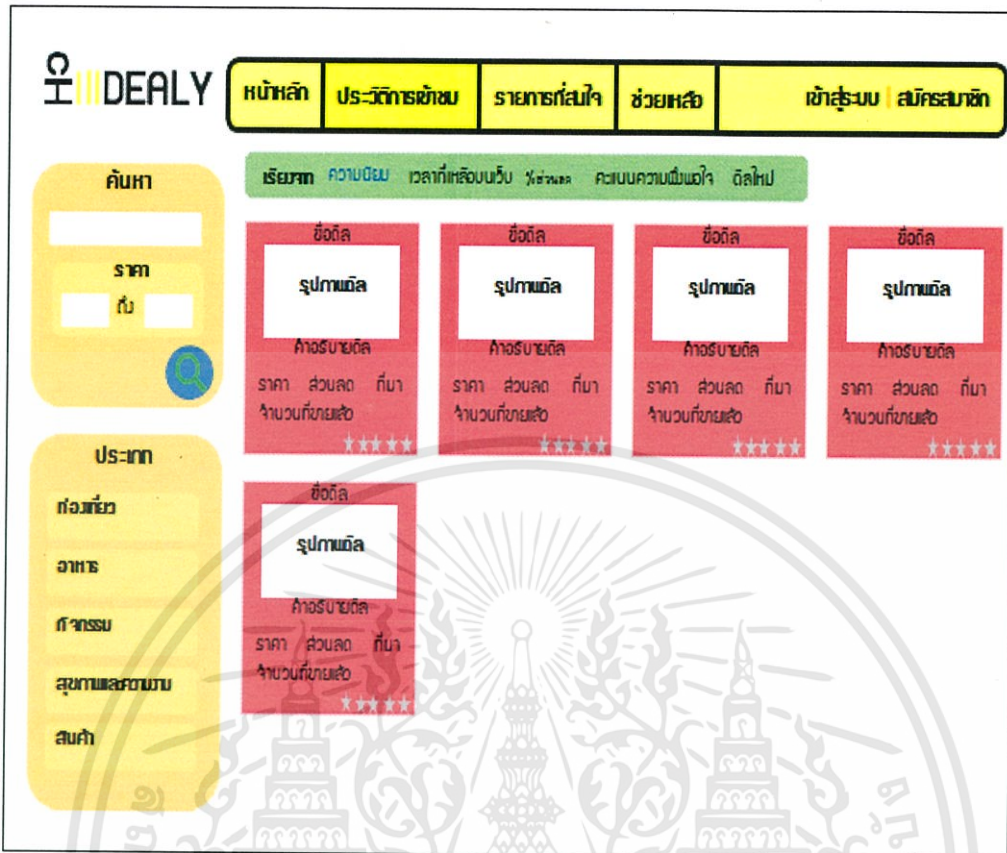 CH DEALY
หน้าหลัก ประวัติการเข้าชม รายการที่สนใจ ช่วยเหลือ เข้าสู่ระบบ | สมัครสมาชิก
ค้นหา
ราคา
ถึง
ประเภท
ท่องเที่ยว
อาหาร
กิจกรรม
สุขภาพและความงาม
สินค้า
เรียงจาก ความนิยม เวลาที่เหลือบนเว็บ %ส่วนลด คะแนนความพึงพอใจ ดีลใหม่
ชื่อดีล ชื่อดีล ชื่อดีล ชื่อดีล
รูปภาพดีล รูปภาพดีล รูปภาพดีล รูปภาพดีล
คำอธิบายดีล คำอธิบายดีล คำอธิบายดีล คำอธิบายดีล
ราคา ส่วนลด ที่มา ราคา ส่วนลด ที่มา ราคา ส่วนลด ที่มา ราคา ส่วนลด ที่มา
จำนวนที่ขายแล้ว จำนวนที่ขายแล้ว จำนวนที่ขายแล้ว จำนวนที่ขายแล้ว
ชื่อดีล
รูปภาพดีล
คำอธิบายดีล
ราคา ส่วนลด ที่มา
จำนวนที่ขายแล้ว